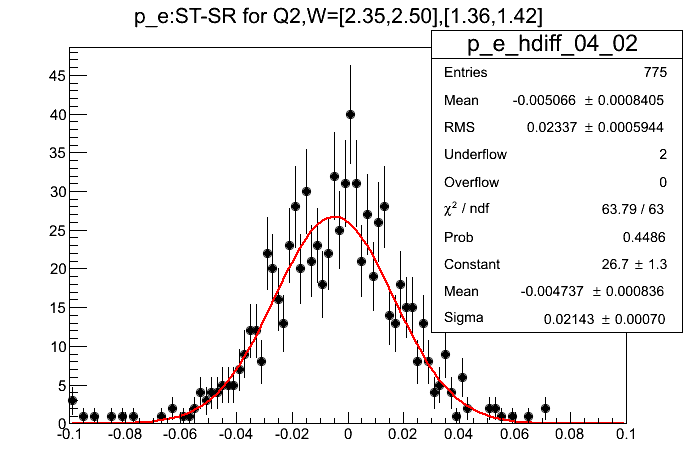 p_e:ST-SR for Q2,W=[2.35,2.50],[1.36,1.42]
p_e_hdiff_04_02
Entries 775
Mean -0.005066 ± 0.0008405
RMS 0.02337 ± 0.0005944
Underflow 2
Overflow 0
χ² / ndf 63.79 / 63
Prob 0.4486
Constant 26.7 ± 1.3
Mean -0.004737 ± 0.000836
Sigma 0.02143 ± 0.00070
45
40
35
30
25
20
15
10
5
0
-0.1 -0.08 -0.06 -0.04 -0.02 0 0.02 0.04 0.06 0.08 0.1